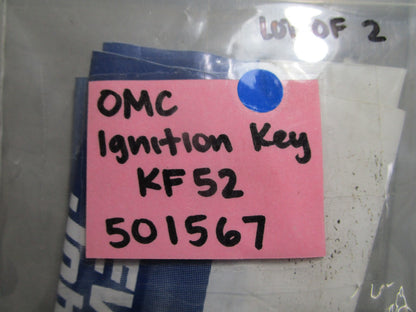 LOT OF 2
OMC
Ignition Key
KF52
501567